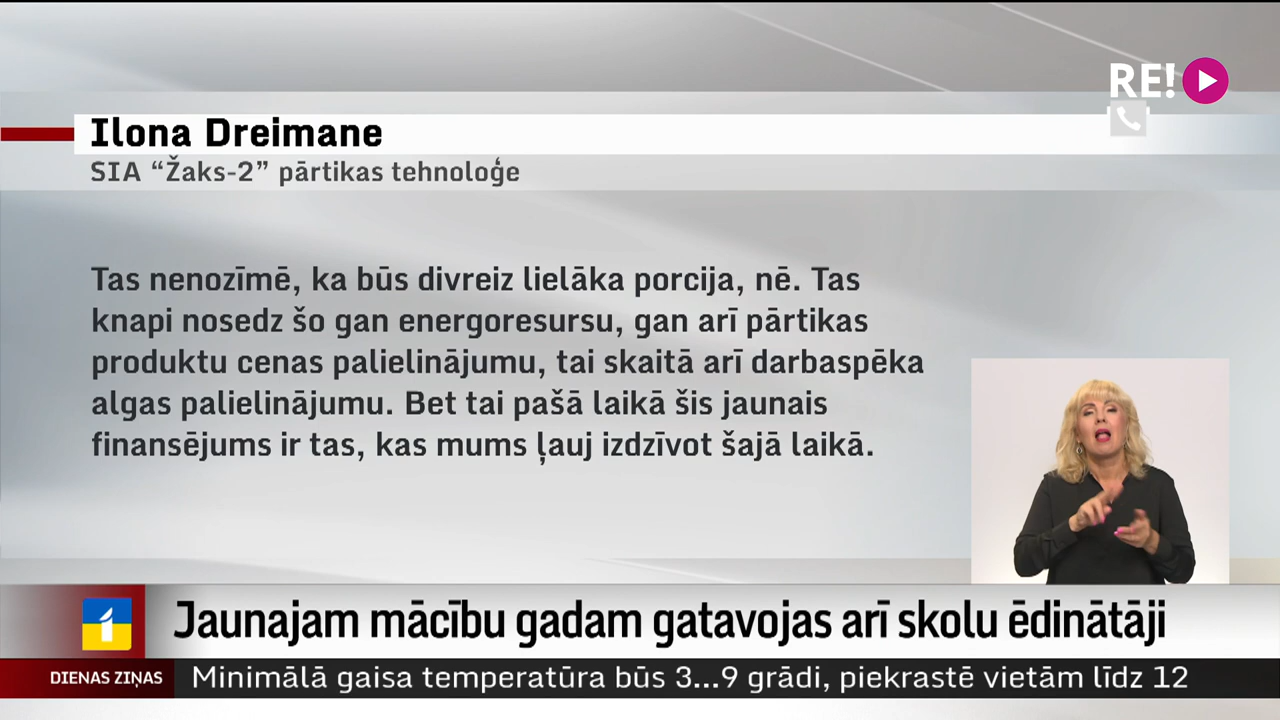 RE!
Ilona Dreimane
SIA “Žaks-2” pārtikas tehnoloģe
Tas nenozīmē, ka būs divreiz lielāka porcija, nē. Tas
knapi nosedz šo gan energoresursu, gan arī pārtikas
produktu cenas palielinājumu, tai skaitā arī darbaspēka
algas palielinājumu. Bet tai pašā laikā šis jaunais
finansējums ir tas, kas mums ļauj izdzīvot šajā laikā.
1
Jaunajam mācību gadam gatavojas arī skolu ēdinātāji
DIENAS ZIŅAS
Minimālā gaisa temperatūra būs 3...9 grādi, piekrastē vietām līdz 12